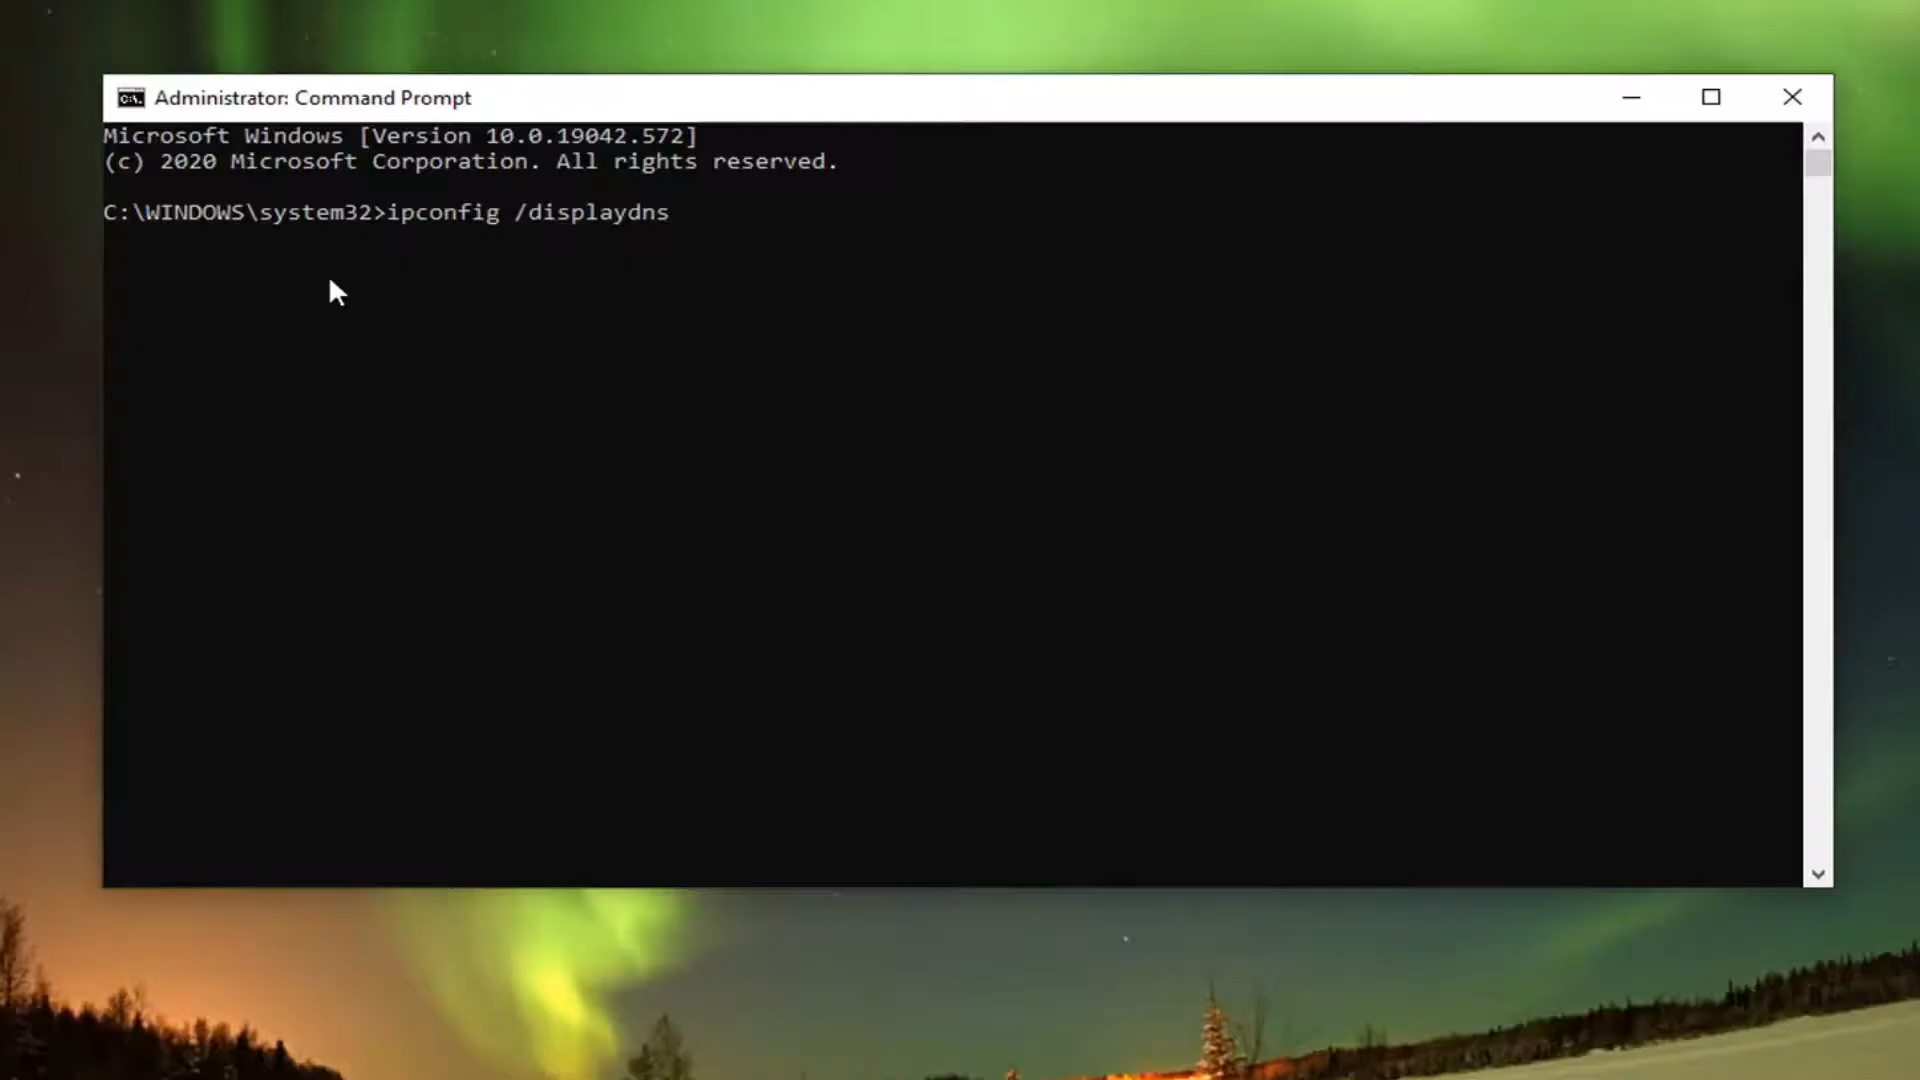 Administrator: Command Prompt
Microsoft Windows [Version 10.0.19042.572]
(c) 2020 Microsoft Corporation. All rights reserved.
C:\WINDOWS\system32>ipconfig /displaydns